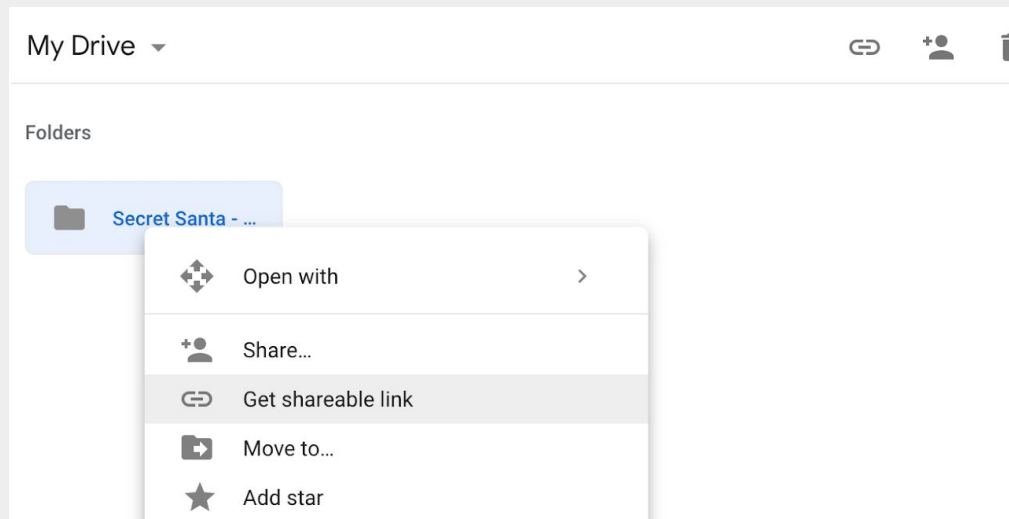 My Drive
Folders
Secret Santa - ...
Open with
Share...
Get shareable link
Move to...
Add star